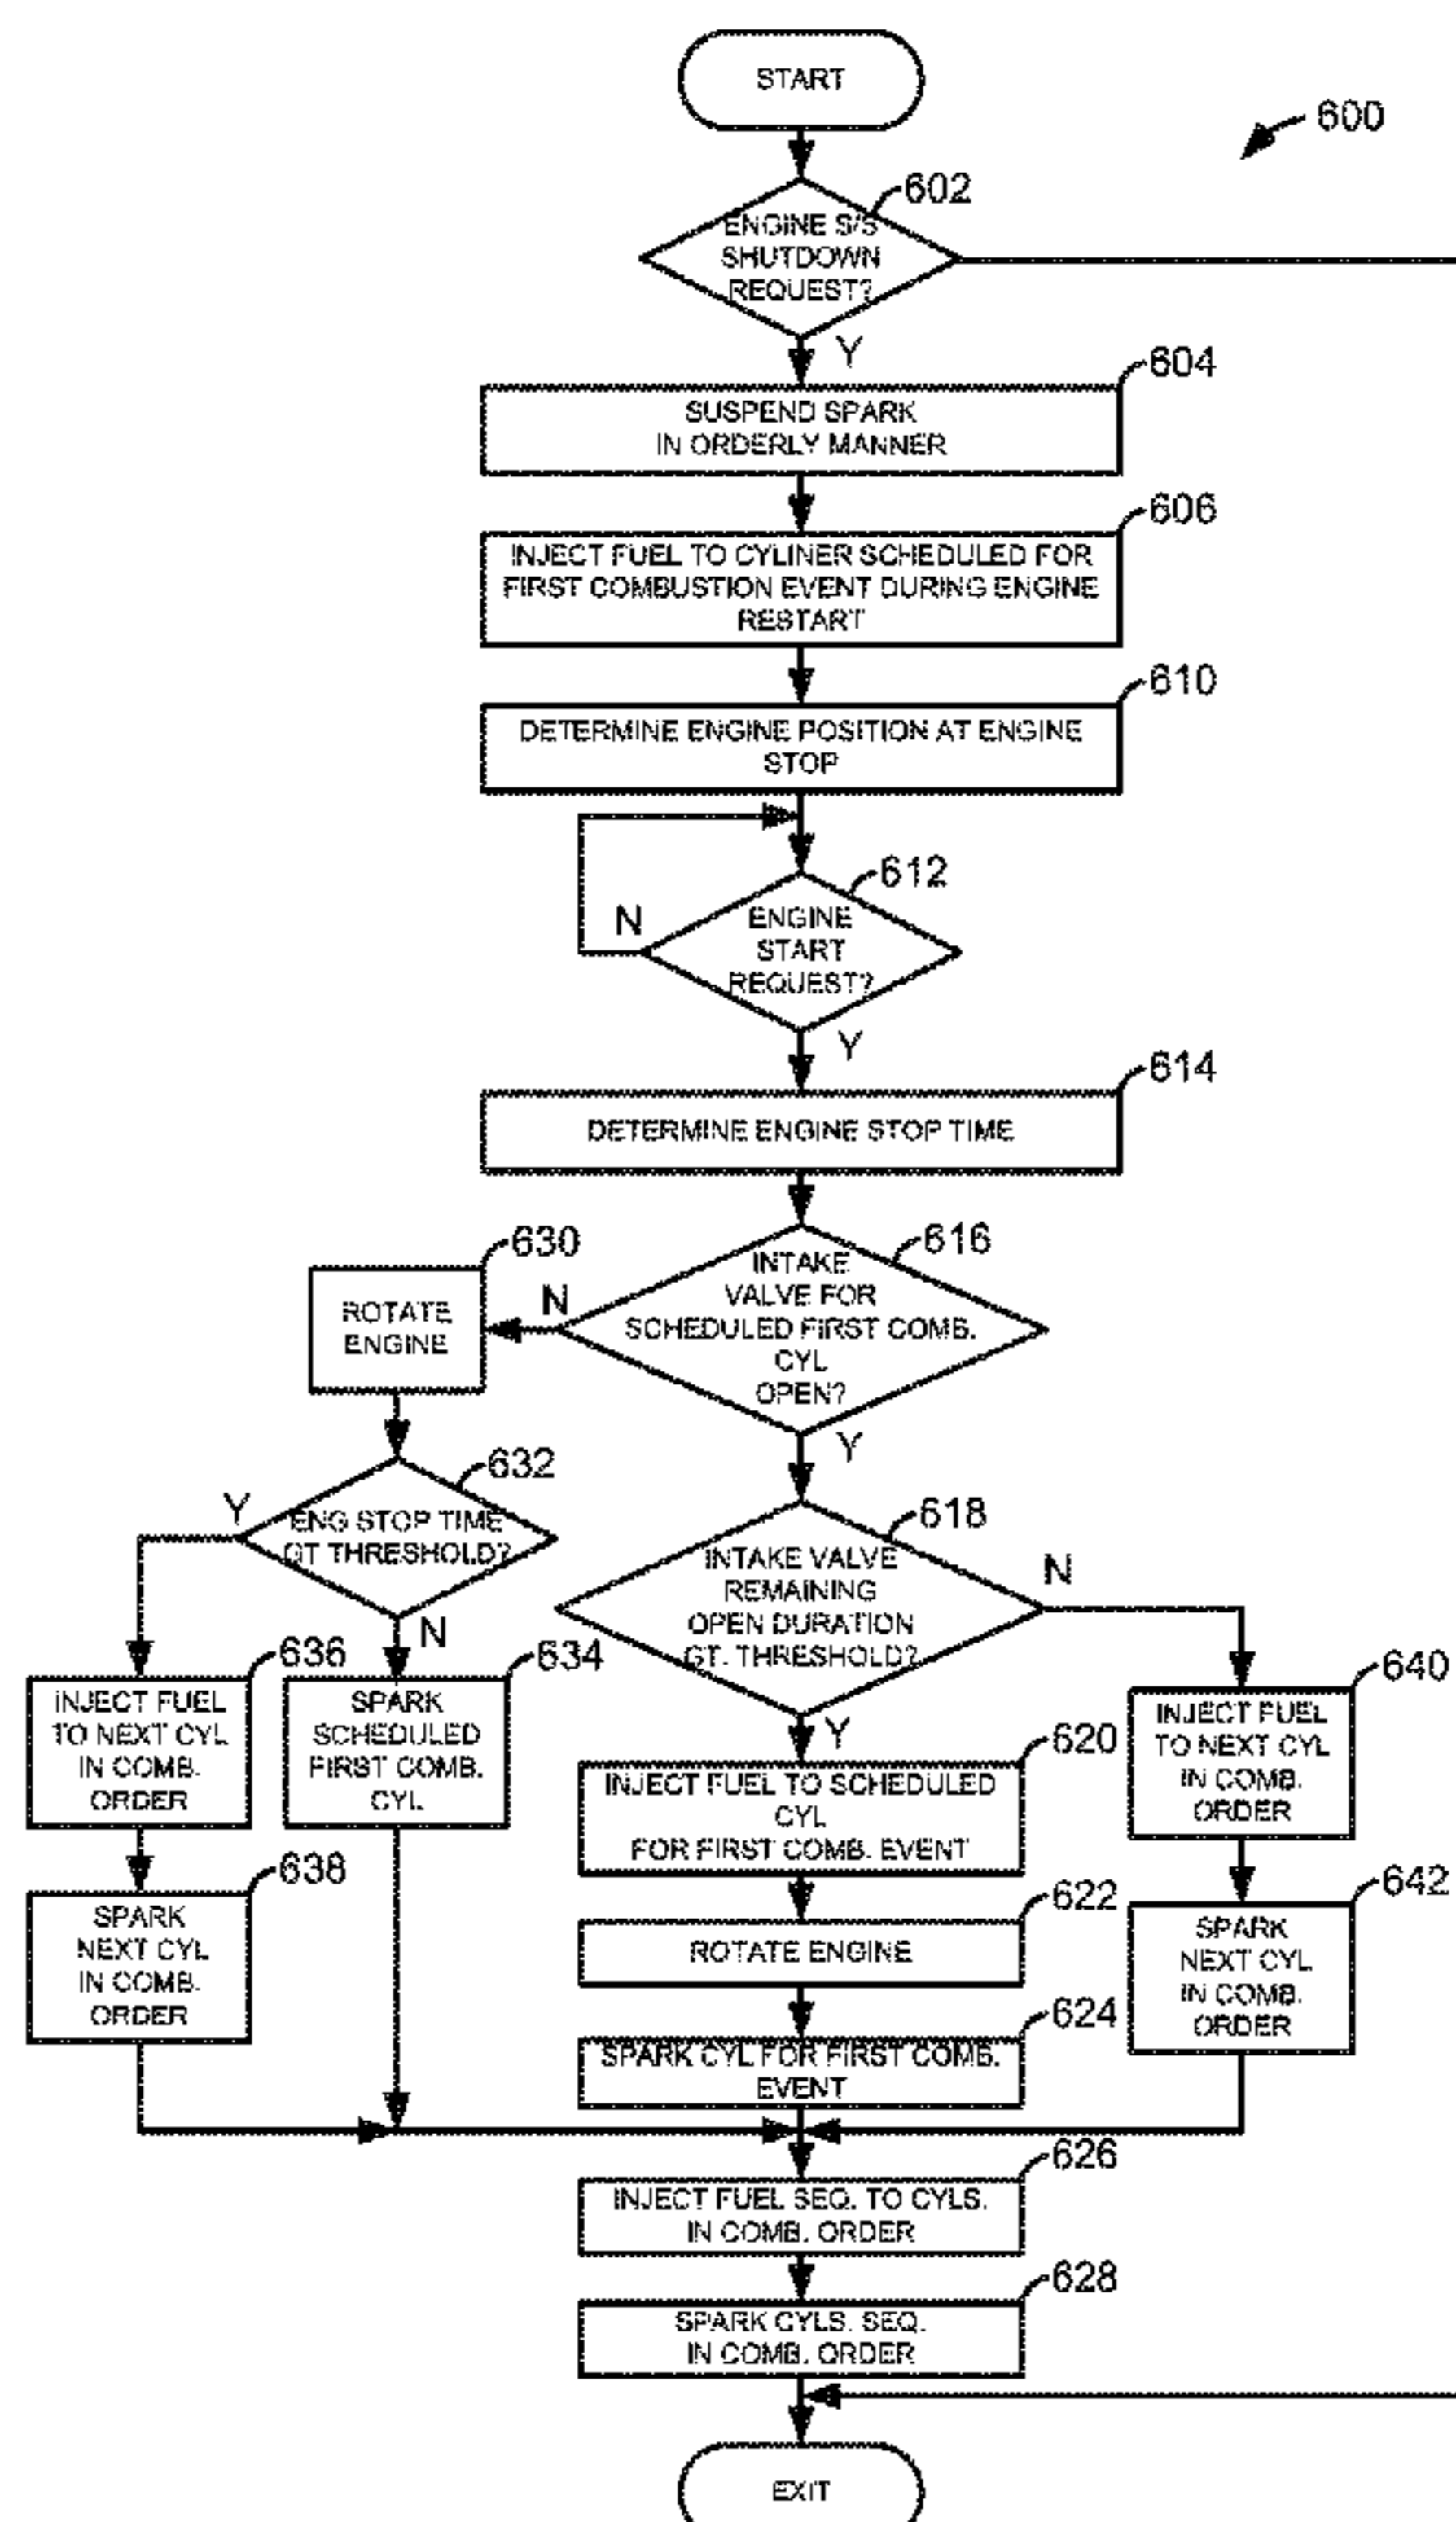 START
600
602
ENGINE S/S
SHUTDOWN
REQUEST?
Y
604
SUSPEND SPARK
IN ORDERLY MANNER
606
INJECT FUEL TO CYLINER SCHEDULED FOR
FIRST COMBUSTION EVENT DURING ENGINE
RESTART
610
DETERMINE ENGINE POSITION AT ENGINE
STOP
612
N
ENGINE
START
REQUEST?
Y
614
DETERMINE ENGINE STOP TIME
616
INTAKE
VALVE FOR
SCHEDULED FIRST COMB.
CYL
OPEN?
N
Y
630
ROTATE
ENGINE
632
Y
ENG STOP TIME
GT THRESHOLD?
N
618
INTAKE VALVE
REMAINING
OPEN DURATION
GT. THRESHOLD?
N
Y
636
INJECT FUEL
TO NEXT CYL
IN COMB.
ORDER
634
SPARK
SCHEDULED
FIRST COMB.
CYL
620
INJECT FUEL TO SCHEDULED
CYL
FOR FIRST COMB. EVENT
640
INJECT FUEL
TO NEXT CYL
IN COMB.
ORDER
638
SPARK
NEXT CYL
IN COMB.
ORDER
622
ROTATE ENGINE
642
SPARK
NEXT CYL
IN COMB.
ORDER
624
SPARK CYL FOR FIRST COMB.
EVENT
626
INJECT FUEL SEQ. TO CYLS.
IN COMB. ORDER
628
SPARK CYLS. SEQ.
IN COMB. ORDER
EXIT